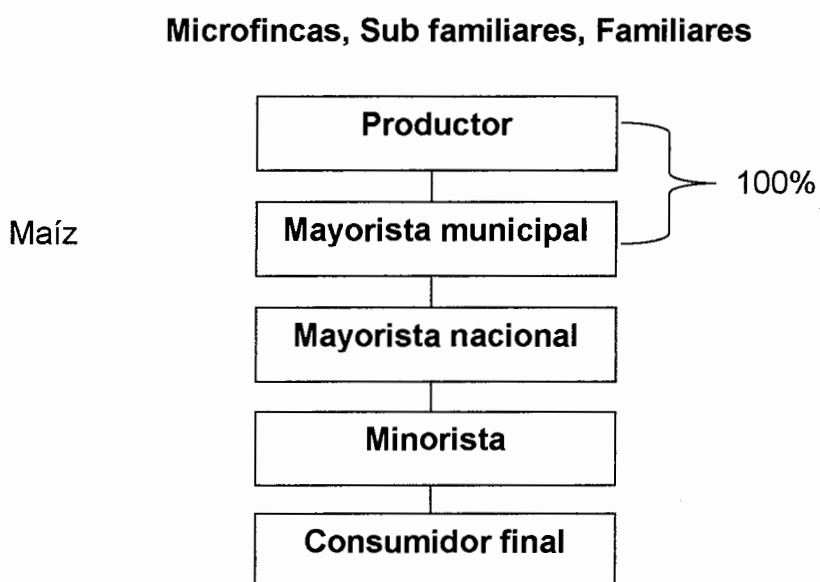 Microfincas, Sub familiares, Familiares
Productor
100%
Maíz
Mayorista municipal
Mayorista nacional
Minorista
Consumidor final